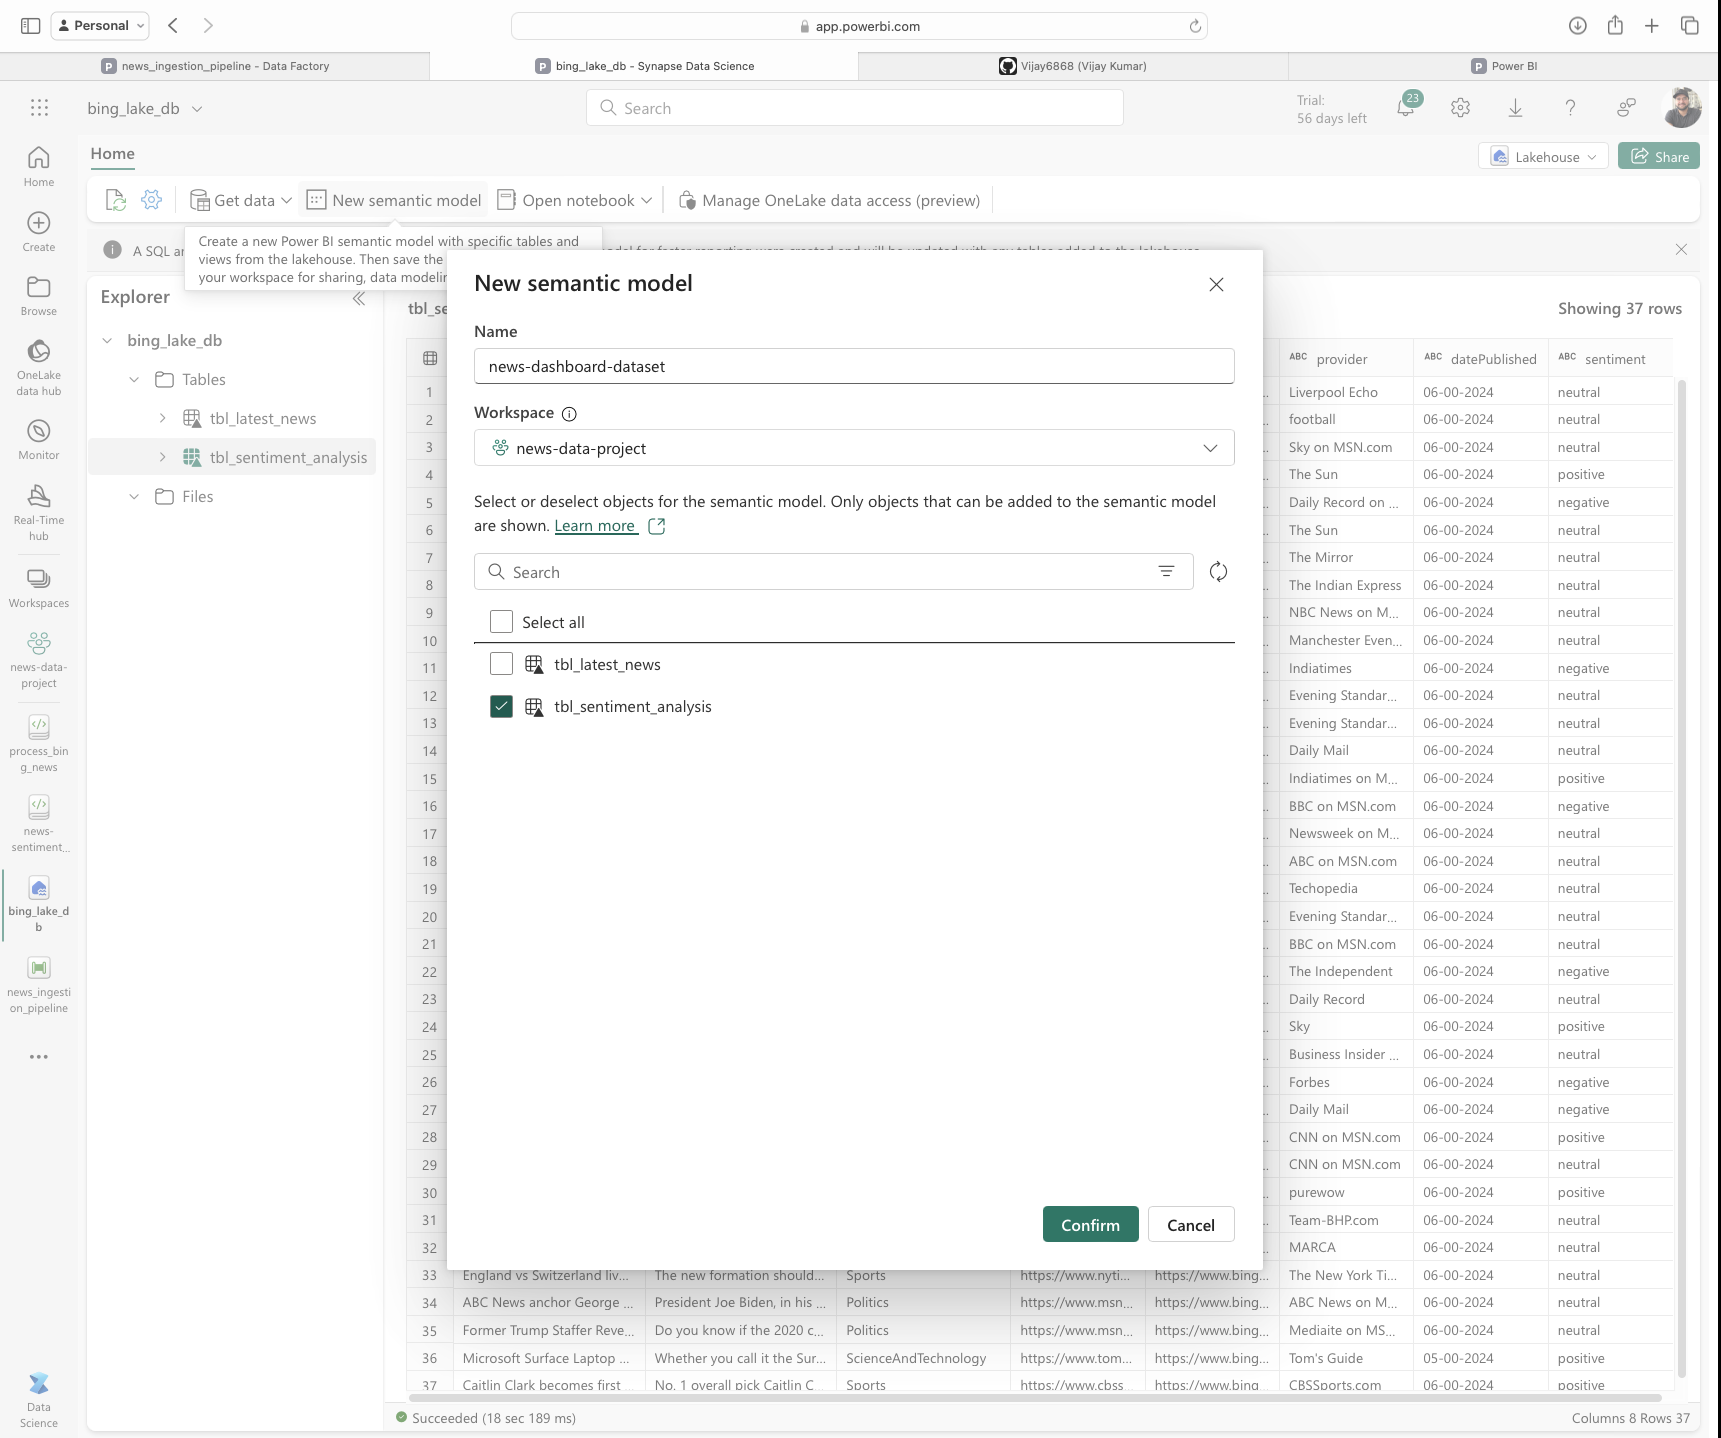 Personal
app.powerbi.com
news_ingestion_pipeline - Data Factory
bing_lake_db - Synapse Data Science
Vijay6868 (Vijay Kumar)
Power BI
bing_lake_db
Search
Trial:
56 days left
23
Home
Lakehouse
Share
Get data
New semantic model
Open notebook
Manage OneLake data access (preview)
Create a new Power BI semantic model with specific tables and
views from the lakehouse. Then save the
your workspace for sharing, data modelin
A SQL an
Home
Create
Browse
OneLake
data hub
Monitor
Real-Time
hub
Workspaces
news-data-
project
process_bin
g_news
news-
sentiment...
bing_lake_d
b
news_ingesti
on_pipeline
Data
Science
Explorer
bing_lake_db
Tables
tbl_latest_news
tbl_sentiment_analysis
Files
tbl_se
Showing 37 rows
New semantic model
Name
news-dashboard-dataset
Workspace
news-data-project
Select or deselect objects for the semantic model. Only objects that can be added to the semantic model
are shown. Learn more
Search
Select all
tbl_latest_news
tbl_sentiment_analysis
Confirm
Cancel
ABC provider ABC datePublished ABC sentiment
1 Liverpool Echo 06-00-2024 neutral
2 football 06-00-2024 neutral
3 Sky on MSN.com 06-00-2024 neutral
4 The Sun 06-00-2024 positive
5 Daily Record on ... 06-00-2024 negative
6 The Sun 06-00-2024 neutral
7 The Mirror 06-00-2024 neutral
8 The Indian Express 06-00-2024 neutral
9 NBC News on M... 06-00-2024 neutral
10 Manchester Even... 06-00-2024 neutral
11 Indiatimes 06-00-2024 negative
12 Evening Standar... 06-00-2024 neutral
13 Evening Standar... 06-00-2024 neutral
14 Daily Mail 06-00-2024 neutral
15 Indiatimes on M... 06-00-2024 positive
16 BBC on MSN.com 06-00-2024 negative
17 Newsweek on M... 06-00-2024 neutral
18 ABC on MSN.com 06-00-2024 neutral
19 Techopedia 06-00-2024 neutral
20 Evening Standar... 06-00-2024 neutral
21 BBC on MSN.com 06-00-2024 neutral
22 The Independent 06-00-2024 negative
23 Daily Record 06-00-2024 neutral
24 Sky 06-00-2024 positive
25 Business Insider ... 06-00-2024 neutral
26 Forbes 06-00-2024 negative
27 Daily Mail 06-00-2024 negative
28 CNN on MSN.com 06-00-2024 positive
29 CNN on MSN.com 06-00-2024 neutral
30 purewow 06-00-2024 positive
31 Team-BHP.com 06-00-2024 neutral
32 MARCA 06-00-2024 neutral
33 England vs Switzerland liv... The new formation should... Sports https://www.nyti... https://www.bing... The New York Ti... 06-00-2024 neutral
34 ABC News anchor George ... President Joe Biden, in his ... Politics https://www.msn... https://www.bing... ABC News on M... 06-00-2024 neutral
35 Former Trump Staffer Reve... Do you know if the 2020 c... Politics https://www.msn... https://www.bing... Mediaite on MS... 06-00-2024 neutral
36 Microsoft Surface Laptop ... Whether you call it the Sur... ScienceAndTechnology https://www.tom... https://www.bing... Tom's Guide 05-00-2024 positive
37 Caitlin Clark becomes first ... No. 1 overall pick Caitlin C... Sports https://www.cbss... https://www.bing... CBSSports.com 06-00-2024 positive
Succeeded (18 sec 189 ms)
Columns 8 Rows 37